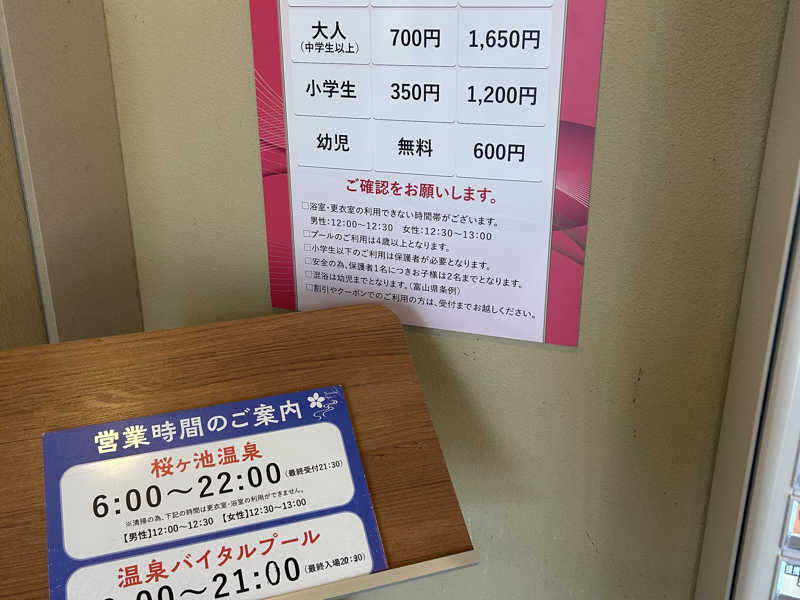 大人 700円 1,650円
（中学生以上）
小学生 350円 1,200円
幼児 無料 600円
ご確認をお願いします。
□浴室・更衣室の利用できない時間帯がございます。
男性：12:00～12:30 女性：12:30～13:00
□プールのご利用は4歳以上となります。
□小学生以下のご利用は保護者が必要となります。
□安全の為、保護者1名につきお子様は2名までとなります。
□混浴は幼児までとなります。（富山県条例）
□割引やクーポンでのご利用の方は、受付までお越しください。
営業時間のご案内
桜ヶ池温泉
6:00～22:00（最終受付21:30）
※清掃の為、下記の時間は更衣室・浴室の利用ができません。
【男性】12:00～12:30 【女性】12:30～13:00
温泉バイタルプール
:00～21:00（最終入場20:30）